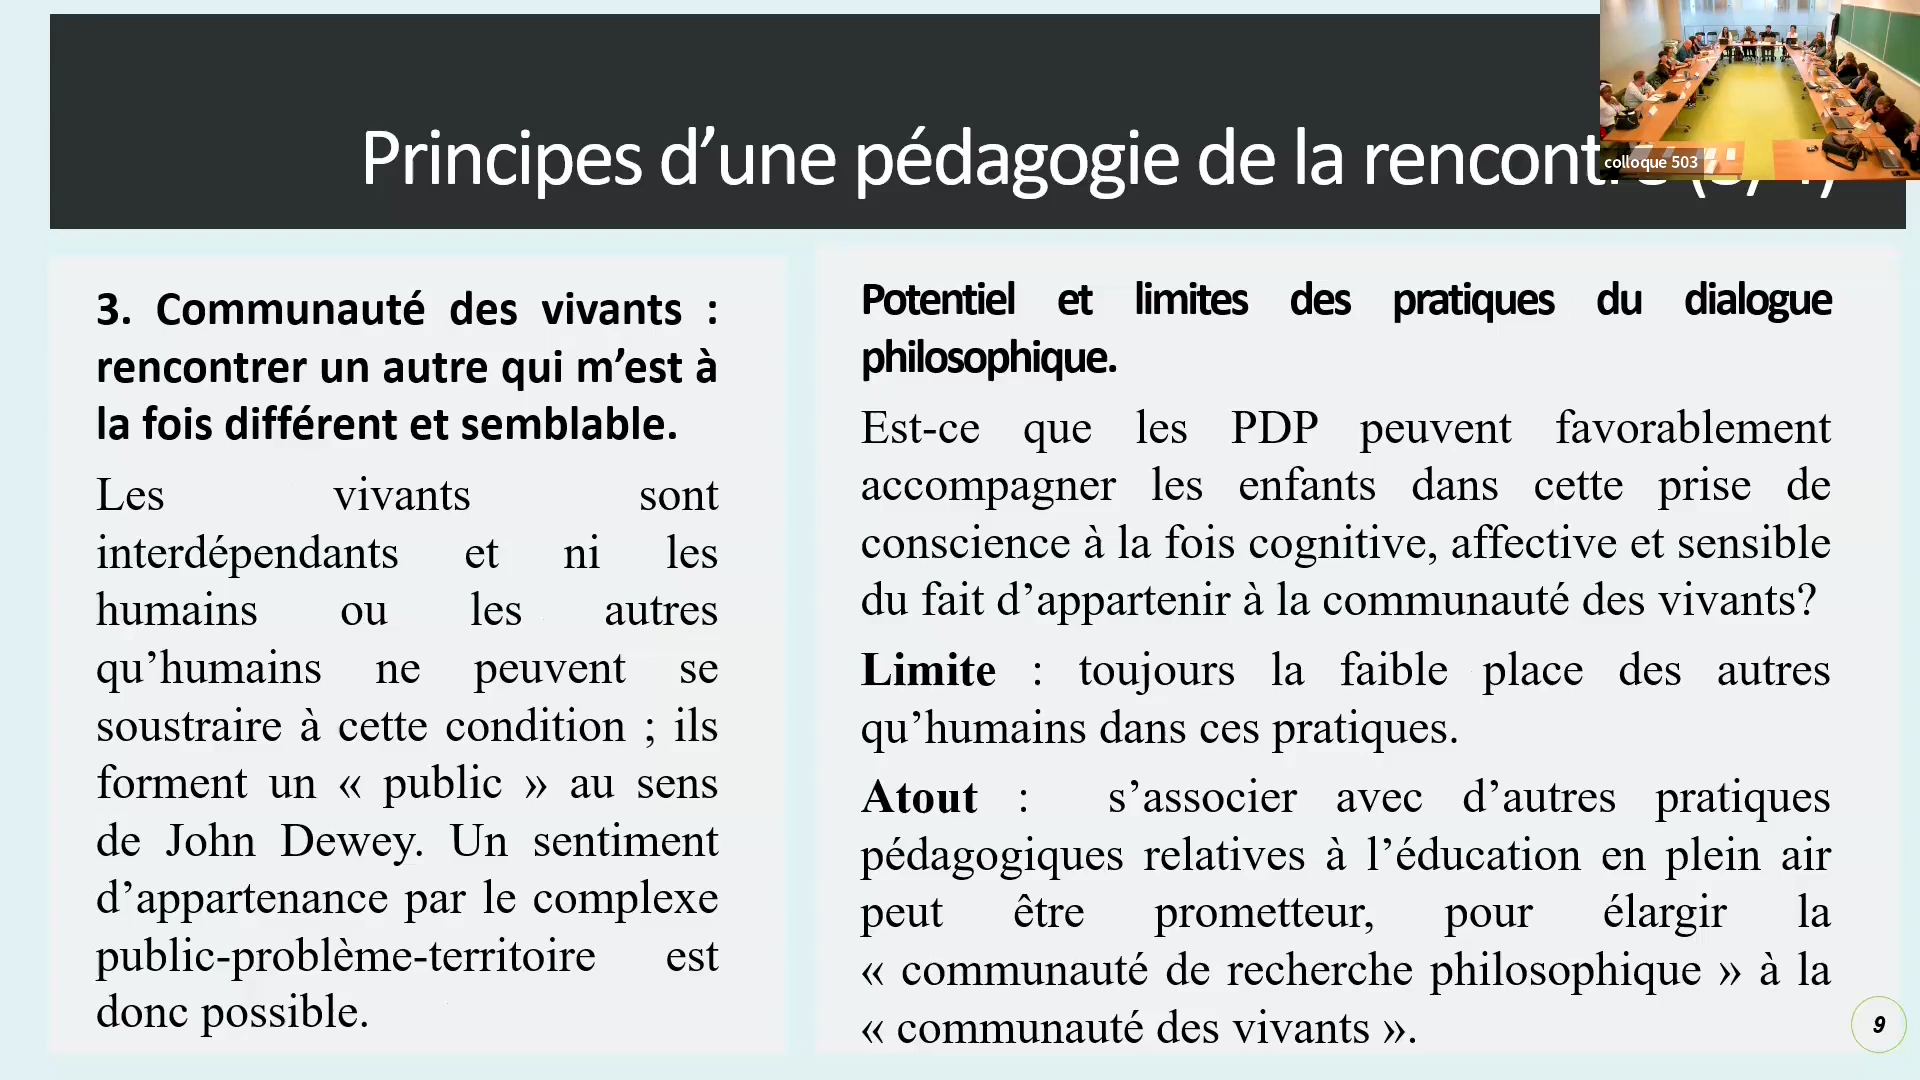 Principes d’une pédagogie de la rencont
colloque 503
3. Communauté des vivants :
rencontrer un autre qui m’est à
la fois différent et semblable.
Les vivants sont
interdépendants et ni les
humains ou les autres
qu’humains ne peuvent se
soustraire à cette condition ; ils
forment un « public » au sens
de John Dewey. Un sentiment
d’appartenance par le complexe
public-problème-territoire est
donc possible.
Potentiel et limites des pratiques du dialogue
philosophique.
Est-ce que les PDP peuvent favorablement
accompagner les enfants dans cette prise de
conscience à la fois cognitive, affective et sensible
du fait d’appartenir à la communauté des vivants?
Limite : toujours la faible place des autres
qu’humains dans ces pratiques.
Atout : s’associer avec d’autres pratiques
pédagogiques relatives à l’éducation en plein air
peut être prometteur, pour élargir la
« communauté de recherche philosophique » à la
« communauté des vivants ».
9